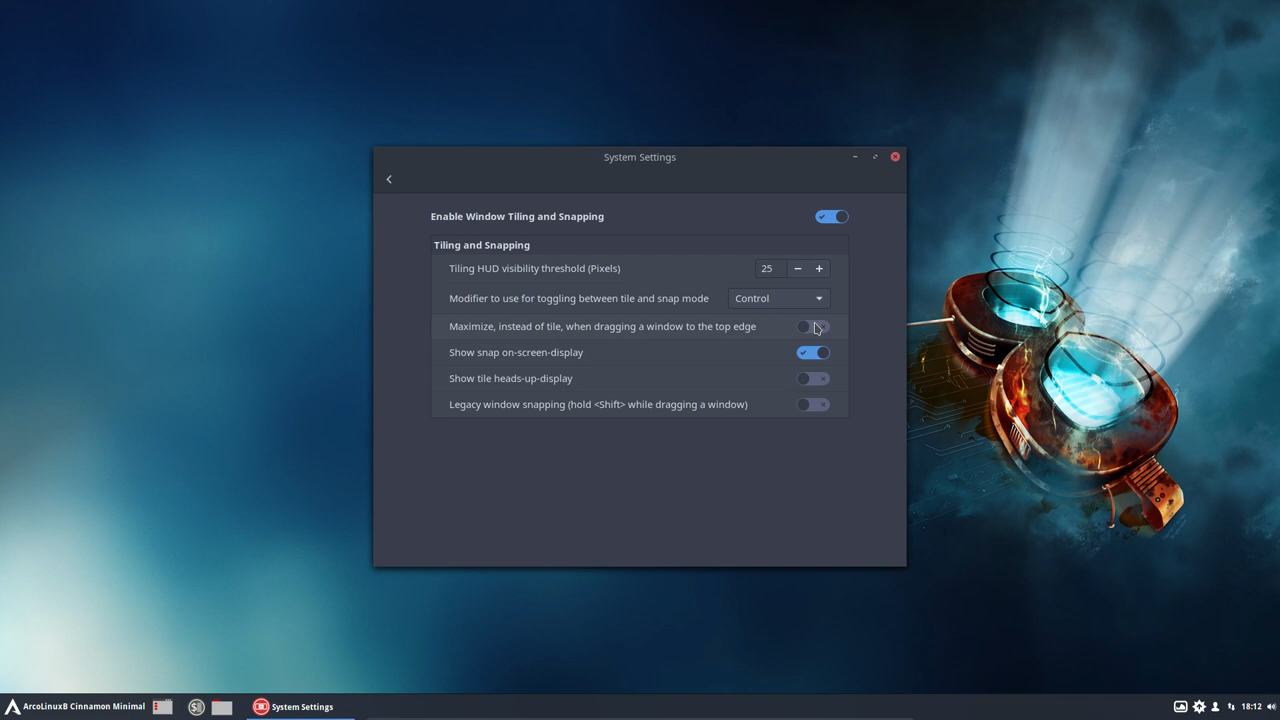 System Settings
Enable Window Tiling and Snapping
Tiling and Snapping
Tiling HUD visibility threshold (Pixels) 25
Modifier to use for toggling between tile and snap mode Control
Maximize, instead of tile, when dragging a window to the top edge
Show snap on-screen-display
Show tile heads-up-display
Legacy window snapping (hold <Shift> while dragging a window)
ArcoLinuxB Cinnamon Minimal System Settings 18:12